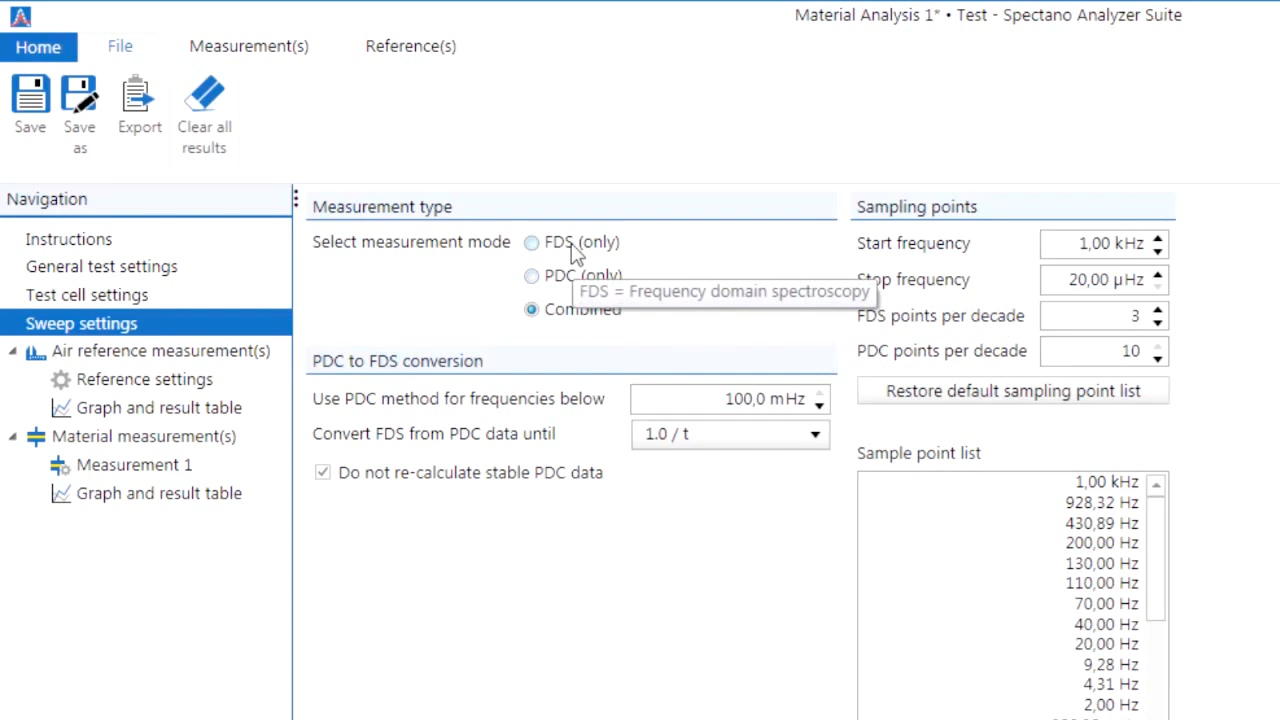 Material Analysis 1* • Test - Spectano Analyzer Suite
Home File Measurement(s) Reference(s)
Save
Save as
Export
Clear all results
Navigation
Instructions
General test settings
Test cell settings
Sweep settings
Air reference measurement(s)
Reference settings
Graph and result table
Material measurement(s)
Measurement 1
Graph and result table
Measurement type
Select measurement mode
FDS (only)
PDC (only)
FDS = Frequency domain spectroscopy
Combined
PDC to FDS conversion
Use PDC method for frequencies below 100,0 mHz
Convert FDS from PDC data until 1.0 / t
Do not re-calculate stable PDC data
Sampling points
Start frequency 1,00 kHz
Stop frequency 20,00 µHz
FDS points per decade 3
PDC points per decade 10
Restore default sampling point list
Sample point list
1,00 kHz
928,32 Hz
430,89 Hz
200,00 Hz
130,00 Hz
110,00 Hz
70,00 Hz
40,00 Hz
20,00 Hz
9,28 Hz
4,31 Hz
2,00 Hz